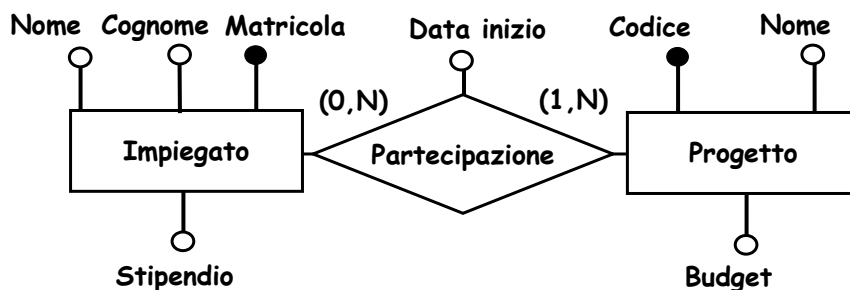 Nome Cognome Matricola Data inizio Codice Nome
(0,N) (1,N)
Impiegato Partecipazione Progetto
Stipendio Budget